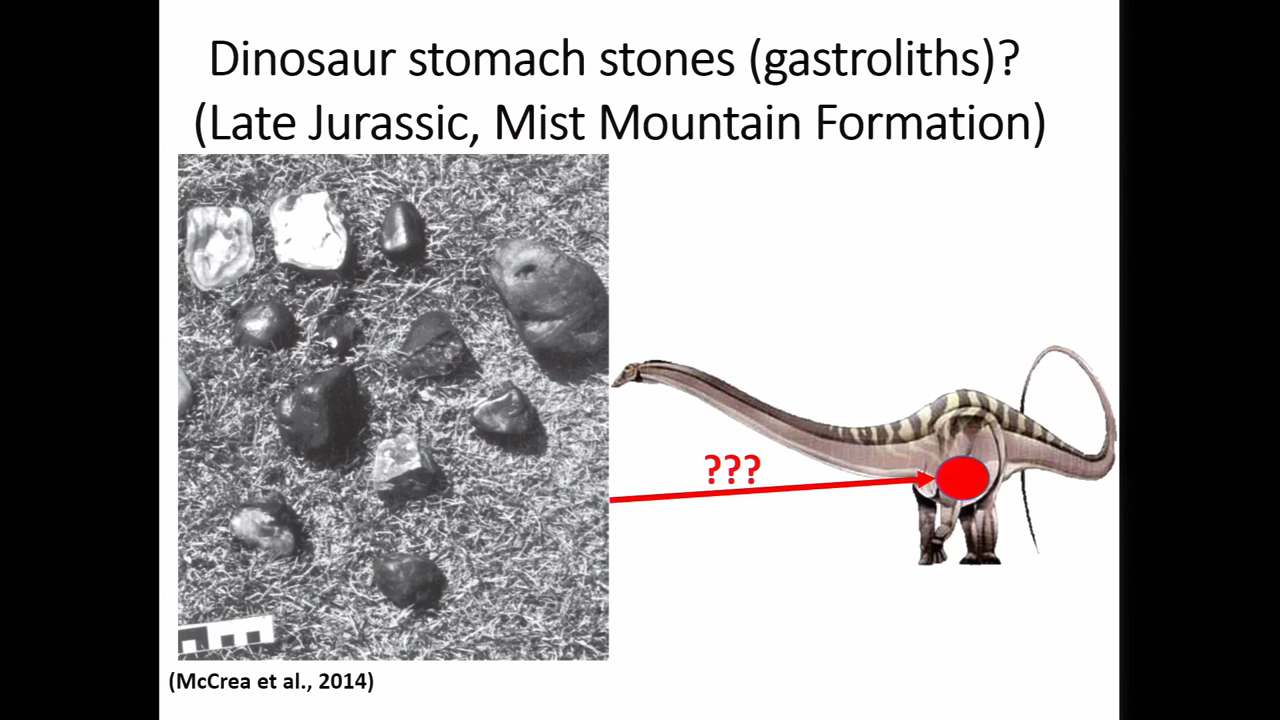 Dinosaur stomach stones (gastroliths)?
(Late Jurassic, Mist Mountain Formation)
???
(McCrea et al., 2014)